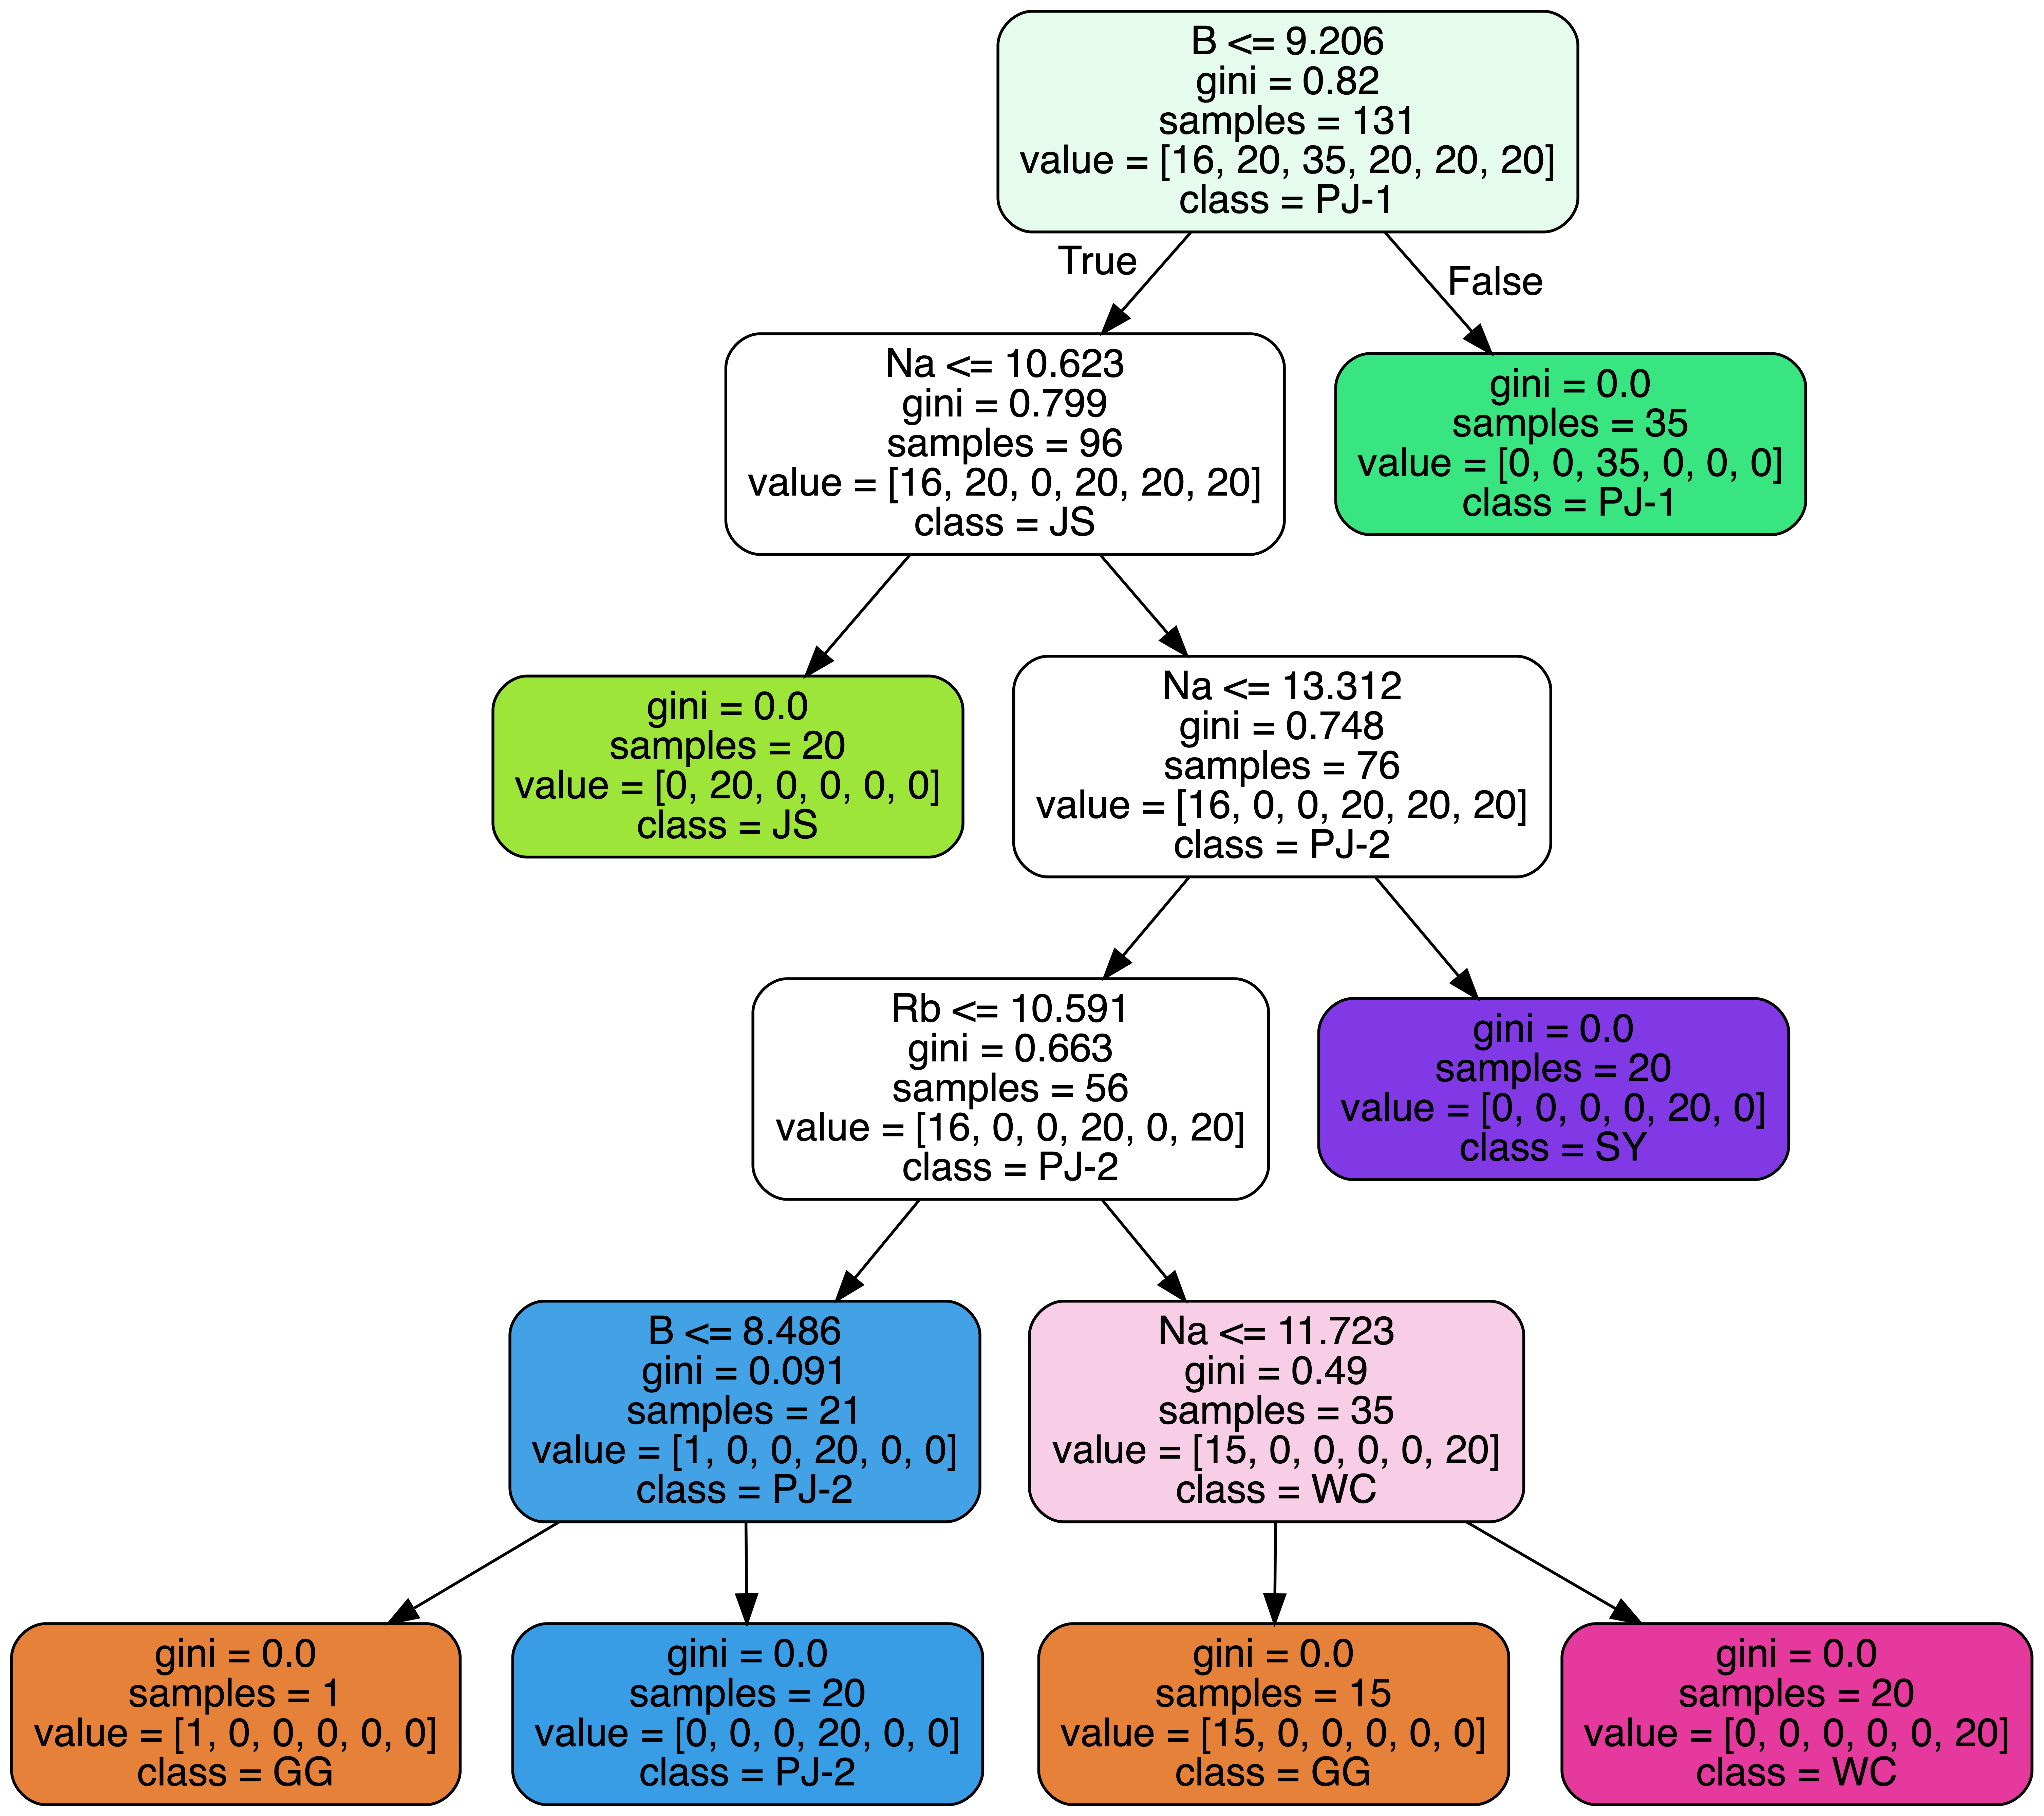 B <= 9.206
gini = 0.82
samples = 131
value = [16, 20, 35, 20, 20, 20]
class = PJ-1
True
False
Na <= 10.623
gini = 0.799
samples = 96
value = [16, 20, 0, 20, 20, 20]
class = JS
gini = 0.0
samples = 35
value = [0, 0, 35, 0, 0, 0]
class = PJ-1
gini = 0.0
samples = 20
value = [0, 20, 0, 0, 0, 0]
class = JS
Na <= 13.312
gini = 0.748
samples = 76
value = [16, 0, 0, 20, 20, 20]
class = PJ-2
Rb <= 10.591
gini = 0.663
samples = 56
value = [16, 0, 0, 20, 0, 20]
class = PJ-2
gini = 0.0
samples = 20
value = [0, 0, 0, 0, 20, 0]
class = SY
B <= 8.486
gini = 0.091
samples = 21
value = [1, 0, 0, 20, 0, 0]
class = PJ-2
Na <= 11.723
gini = 0.49
samples = 35
value = [15, 0, 0, 0, 0, 20]
class = WC
gini = 0.0
samples = 1
value = [1, 0, 0, 0, 0, 0]
class = GG
gini = 0.0
samples = 20
value = [0, 0, 0, 20, 0, 0]
class = PJ-2
gini = 0.0
samples = 15
value = [15, 0, 0, 0, 0, 0]
class = GG
gini = 0.0
samples = 20
value = [0, 0, 0, 0, 0, 20]
class = WC